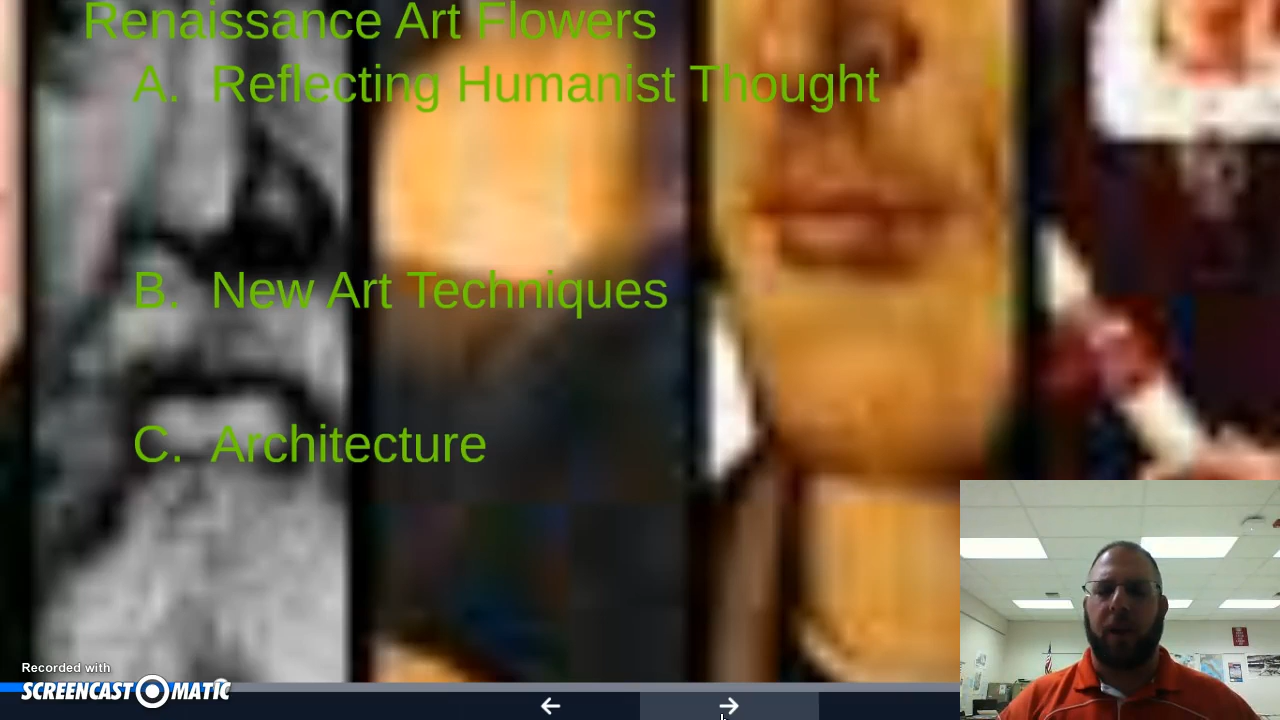 Renaissance Art Flowers
A. Reflecting Humanist Thought
B. New Art Techniques
C. Architecture
Recorded with
SCREENCAST MATIC